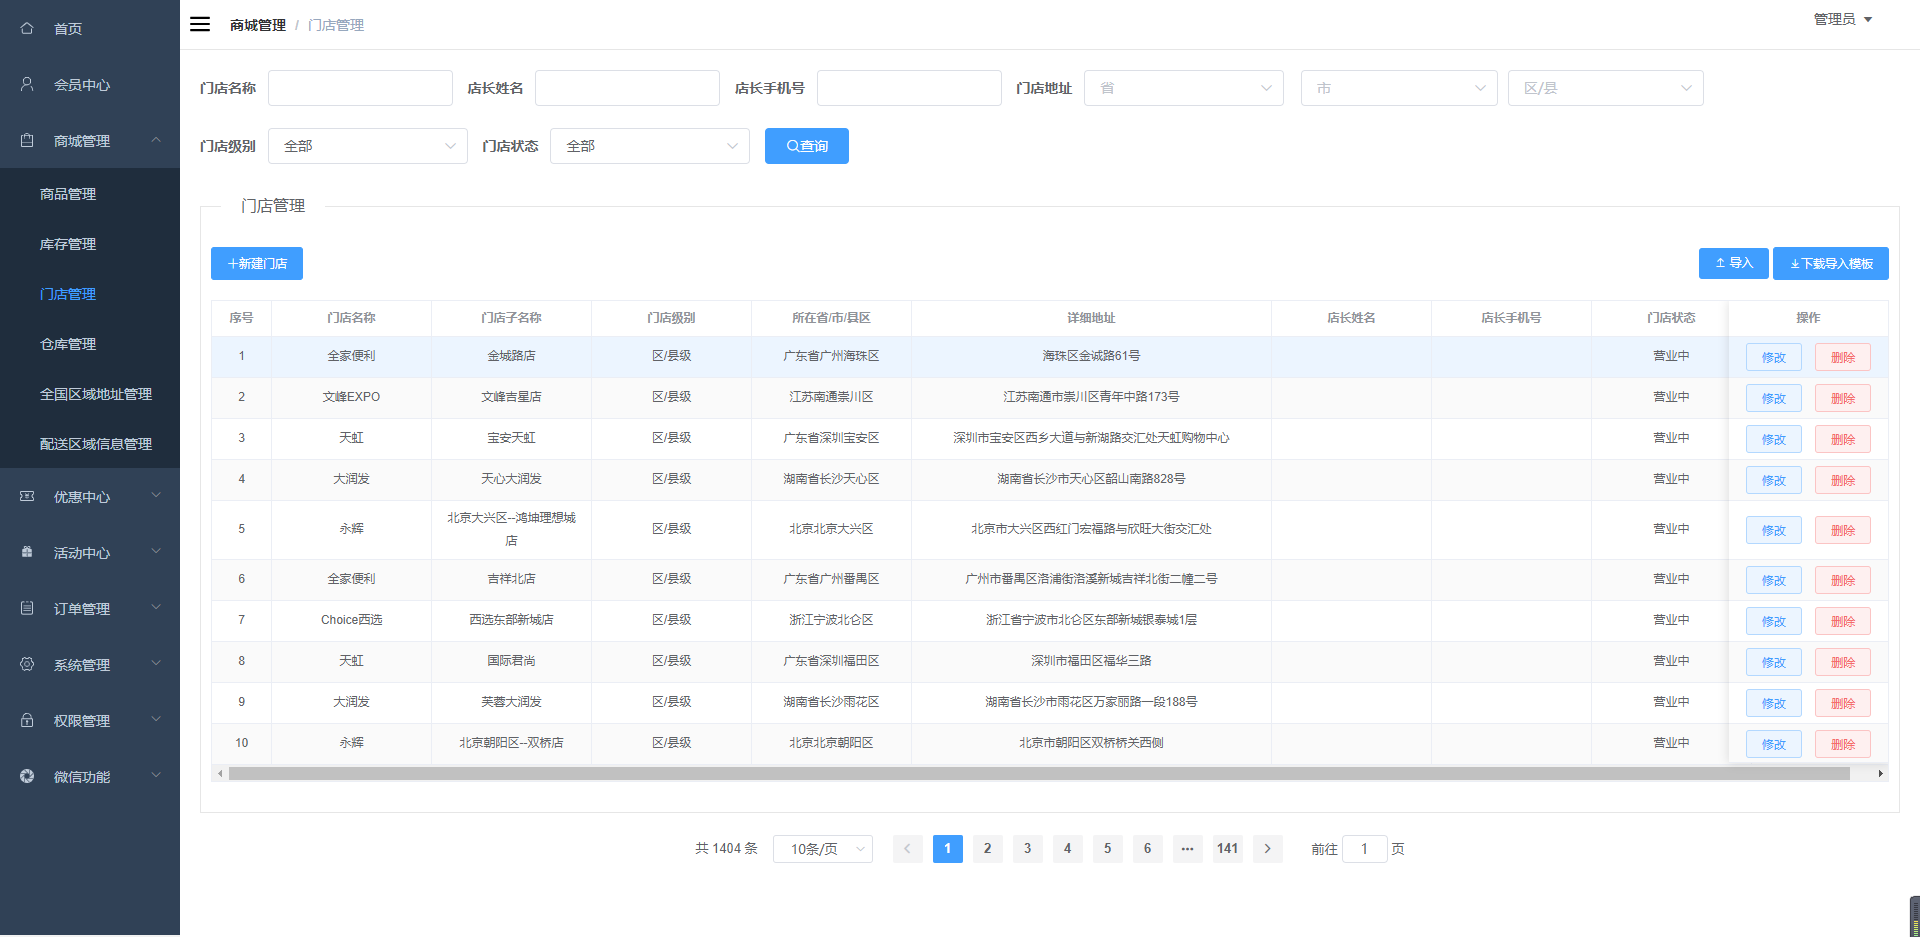 首页
会员中心
商城管理
商品管理
库存管理
门店管理
仓库管理
全国区域地址管理
配送区域信息管理
优惠中心
活动中心
订单管理
系统管理
权限管理
微信功能
商城管理 / 门店管理
管理员
门店名称 店长姓名 店长手机号 门店地址 省 市 区/县
门店级别 全部 门店状态 全部 查询
门店管理
+新建门店 导入 下载导入模板
序号 门店名称 门店子名称 门店级别 所在省/市/县区 详细地址 店长姓名 店长手机号 门店状态 操作
1 全家便利 金城路店 区/县级 广东省广州海珠区 海珠区金诚路61号 营业中 修改 删除
2 文峰EXPO 文峰吉星店 区/县级 江苏南通崇川区 江苏南通市崇川区青年中路173号 营业中 修改 删除
3 天虹 宝安天虹 区/县级 广东省深圳宝安区 深圳市宝安区西乡大道与新湖路交汇处天虹购物中心 营业中 修改 删除
4 大润发 天心大润发 区/县级 湖南省长沙天心区 湖南省长沙市天心区韶山南路828号 营业中 修改 删除
5 永辉 北京大兴区--鸿坤理想城店 区/县级 北京北京大兴区 北京市大兴区西红门宏福路与欣旺大街交汇处 营业中 修改 删除
6 全家便利 吉祥北店 区/县级 广东省广州番禺区 广州市番禺区洛浦街洛溪新城吉祥北街二幢二号 营业中 修改 删除
7 Choice西选 西选东部新城店 区/县级 浙江宁波北仑区 浙江省宁波市北仑区东部新城银泰城1层 营业中 修改 删除
8 天虹 国际君尚 区/县级 广东省深圳福田区 深圳市福田区福华三路 营业中 修改 删除
9 大润发 芙蓉大润发 区/县级 湖南省长沙雨花区 湖南省长沙市雨花区万家丽路一段188号 营业中 修改 删除
10 永辉 北京朝阳区--双桥店 区/县级 北京北京朝阳区 北京市朝阳区双桥桥关西侧 营业中 修改 删除
共 1404 条 10条/页 1 2 3 4 5 6 ··· 141 前往 1 页